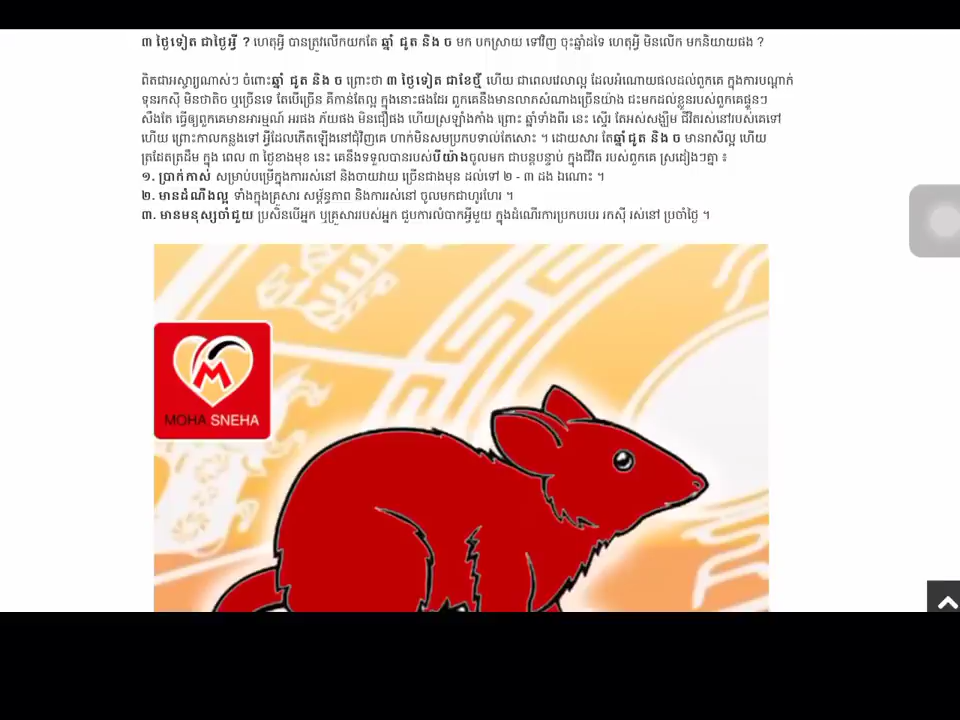 ៣ ថ្ងៃទៀត ជាថ្ងៃអ្វី ? ហេតុអ្វី បានត្រូវលើកយកតែ ឆ្នាំ ជូត និង ច មក បកស្រាយ ទៅវិញ ចុះឆ្នាំដទៃ ហេតុអ្វី មិនលើក មកនិយាយផង ?
ពិតជាអស្ចារ្យណាស់ៗ ចំពោះឆ្នាំ ជូត និង ច ព្រោះថា ៣ ថ្ងៃទៀត ជាខែថ្មី ហើយ ជាពេលវេលាល្អ ដែលអំណោយផលដល់ពួកគេ ក្នុងការបណ្ដាក់
ទុនរកស៊ី មិនថាតិច ឬច្រើនទេ តែបើច្រើន គឺកាន់តែល្អ ក្នុងនោះផងដែរ ពួកគេនឹងមានលាភសំណាងច្រើនយ៉ាង ជះមកដល់ខ្លួនរបស់ពួកគេផ្ទួនៗ
សឹងតែ ធ្វើឲ្យពួកគេមានអារម្មណ៍ អរផង ភ័យផង មិនជឿផង ហើយស្រឡាំងកាំង ព្រោះ ឆ្នាំទាំងពីរ នេះ ស្ទើរ តែអស់សង្ឃឹម ជីវិតរស់នៅរបស់គេទៅ
ហើយ ព្រោះកាលកន្លងទៅ អ្វីដែលកើតឡើងនៅជុំវិញគេ ហាក់មិនសមប្រកបទាល់តែសោះ ។ ដោយសារ តែឆ្នាំជូត និង ច មានរាសីល្អ ហើយ
ត្រដែតត្រដឹម ក្នុង ពេល ៣ ថ្ងៃខាងមុខ នេះ គេនឹងទទួលបានរបស់បីយ៉ាងចូលមក ជាបន្តបន្ទាប់ ក្នុងជីវិត របស់ពួកគេ ស្រដៀងៗគ្នា ៖
១. ប្រាក់កាស់ សម្រាប់បម្រើក្នុងការរស់នៅ និងចាយវាយ ច្រើនជាងមុន ដល់ទៅ ២ - ៣ ដង ឯណោះ ។
២. មានដំណឹងល្អ ទាំងក្នុងគ្រួសារ សម្ព័ន្ធភាព និងការរស់នៅ ចូលមកជាហូរហែរ ។
៣. មានមនុស្សចាំជួយ ប្រសិនបើអ្នក ឬគ្រួសាររបស់អ្នក ជួបការលំបាកអ្វីមួយ ក្នុងដំណើរការប្រកបរបរ រកស៊ី រស់នៅ ប្រចាំថ្ងៃ ។
MOHA SNEHA